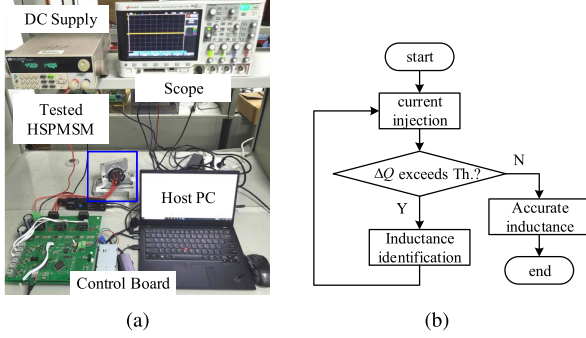 DC Supply
Scope
Tested
HSPMSM
Host PC
Control Board
(a)
start
current
injection
ΔQ exceeds Th.?
N
Y
Accurate
inductance
Inductance
identification
end
(b)